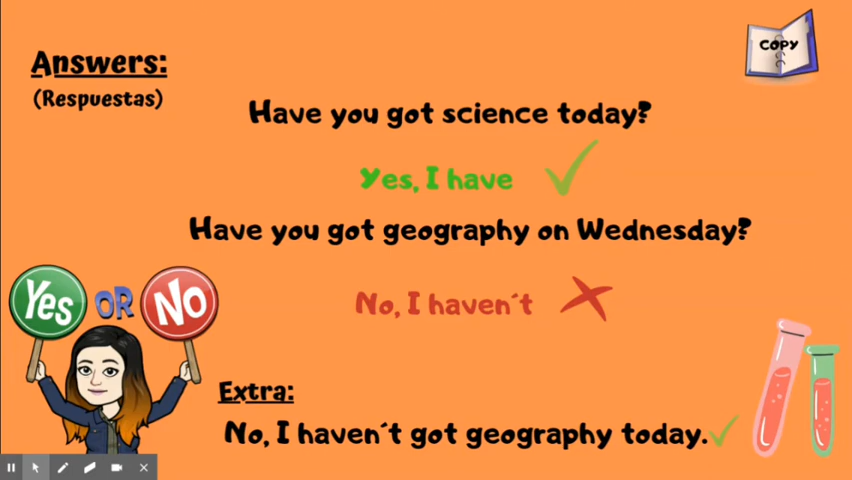 COPY
Answers:
(Respuestas)
Have you got science today?
Yes, I have
Have you got geography on Wednesday?
No, I haven´t
Yes OR No
Extra:
No, I haven´t got geography today.